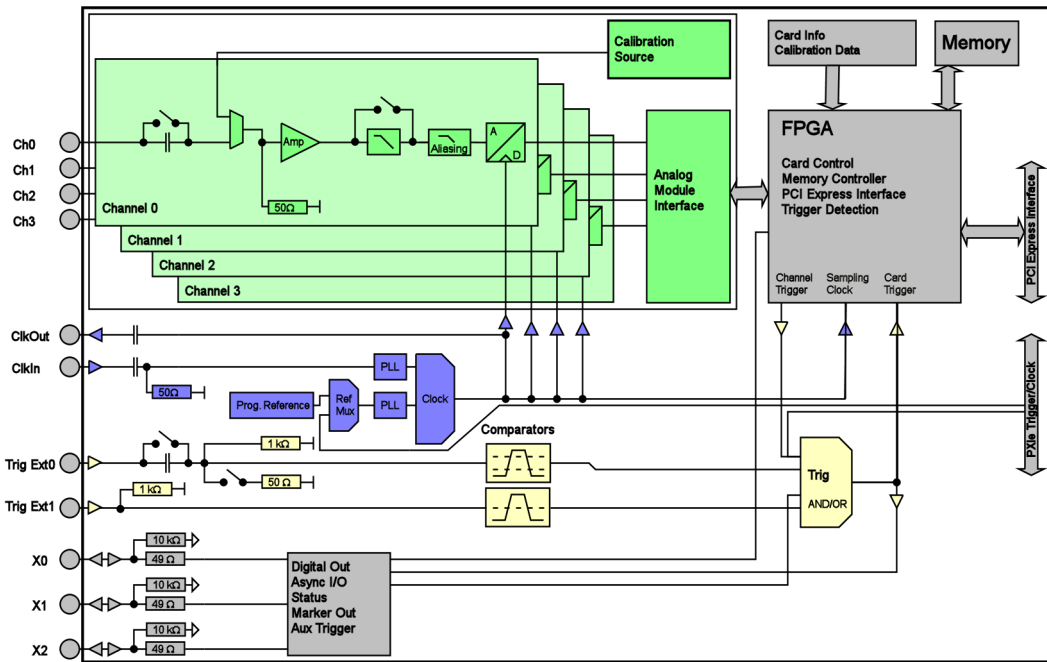 Calibration
Source
Card Info
Calibration Data
Memory
Ch0
Ch1
Ch2
Ch3
Amp
Aliasing
A
D
50Ω
Channel 0
Channel 1
Channel 2
Channel 3
Analog
Module
Interface
FPGA
Card Control
Memory Controller
PCI Express Interface
Trigger Detection
Channel
Trigger
Sampling
Clock
Card
Trigger
PCI Express Interface
PXIe Trigger/Clock
ClkOut
ClkIn
50Ω
PLL
Prog. Reference
Ref
Mux
PLL
Clock
Comparators
Trig Ext0
1 kΩ
50 Ω
Trig Ext1
1 kΩ
Trig
AND/OR
X0
10 kΩ
49 Ω
X1
10 kΩ
49 Ω
X2
10 kΩ
49 Ω
Digital Out
Async I/O
Status
Marker Out
Aux Trigger